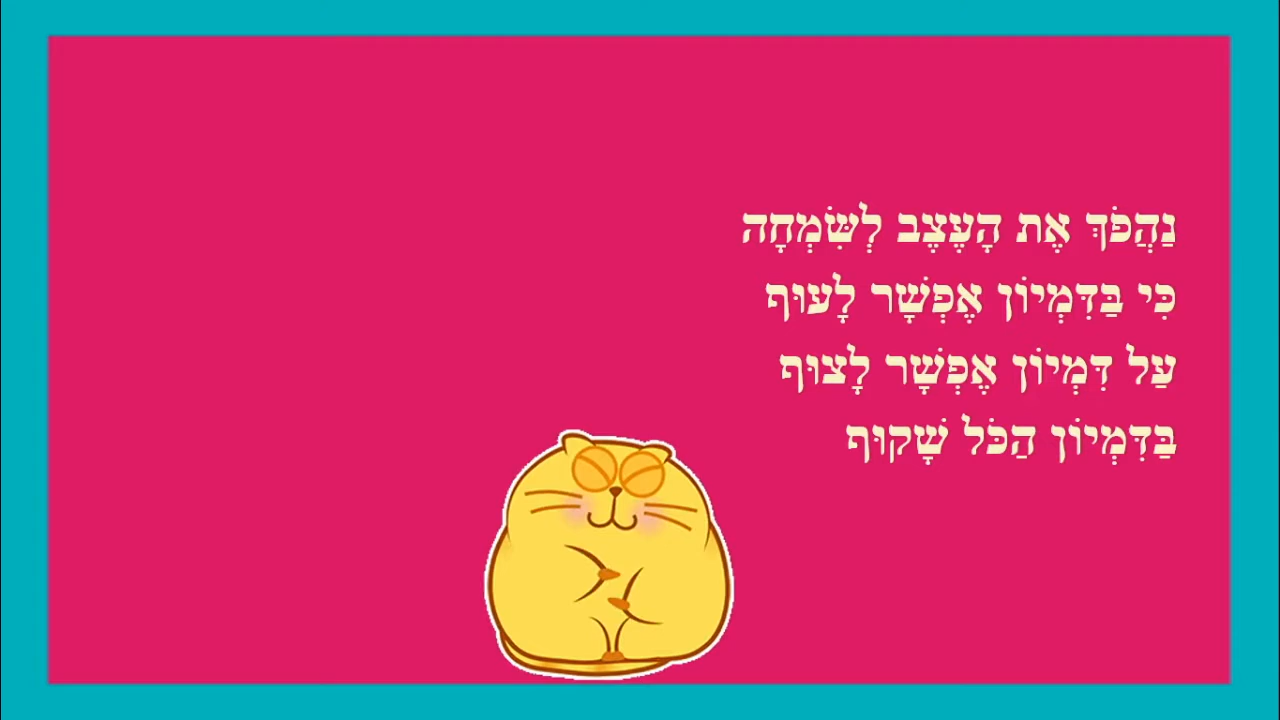 נַהֲפֹךְ אֶת הָעֶצֶב לְשִּׂמְחָה
כִּי בַּדִּמְיוֹן אֶפְשָׁר לָעוּף
עַל דִּמְיוֹן אֶפְשָׁר לָצוּף
בַּדִּמְיוֹן הַכֹּל שָׁקוּף